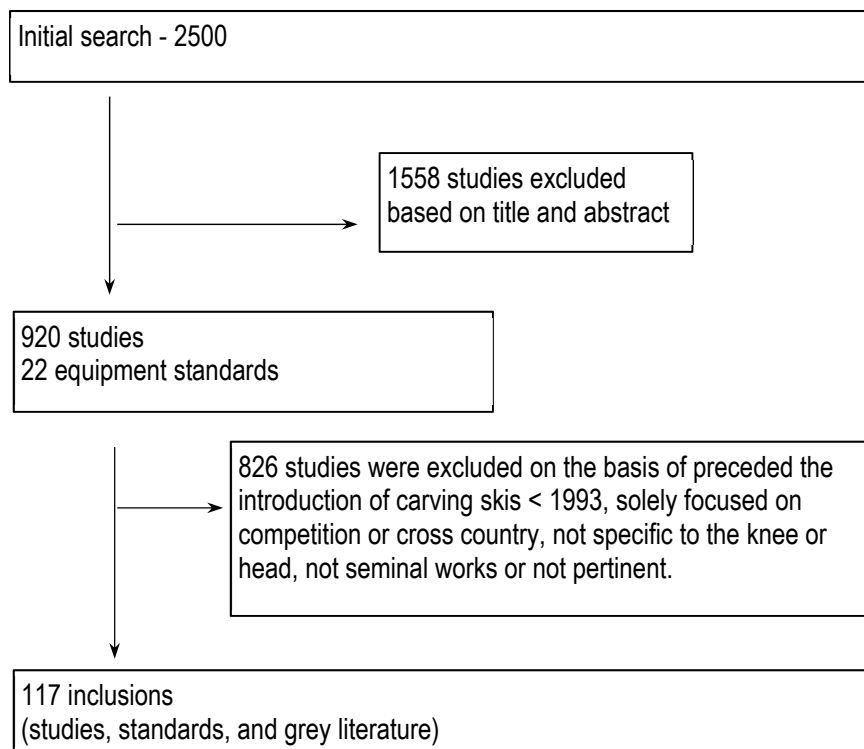 Initial search - 2500
1558 studies excluded
based on title and abstract
920 studies
22 equipment standards
826 studies were excluded on the basis of preceded the
introduction of carving skis < 1993, solely focused on
competition or cross country, not specific to the knee or
head, not seminal works or not pertinent.
117 inclusions
(studies, standards, and grey literature)